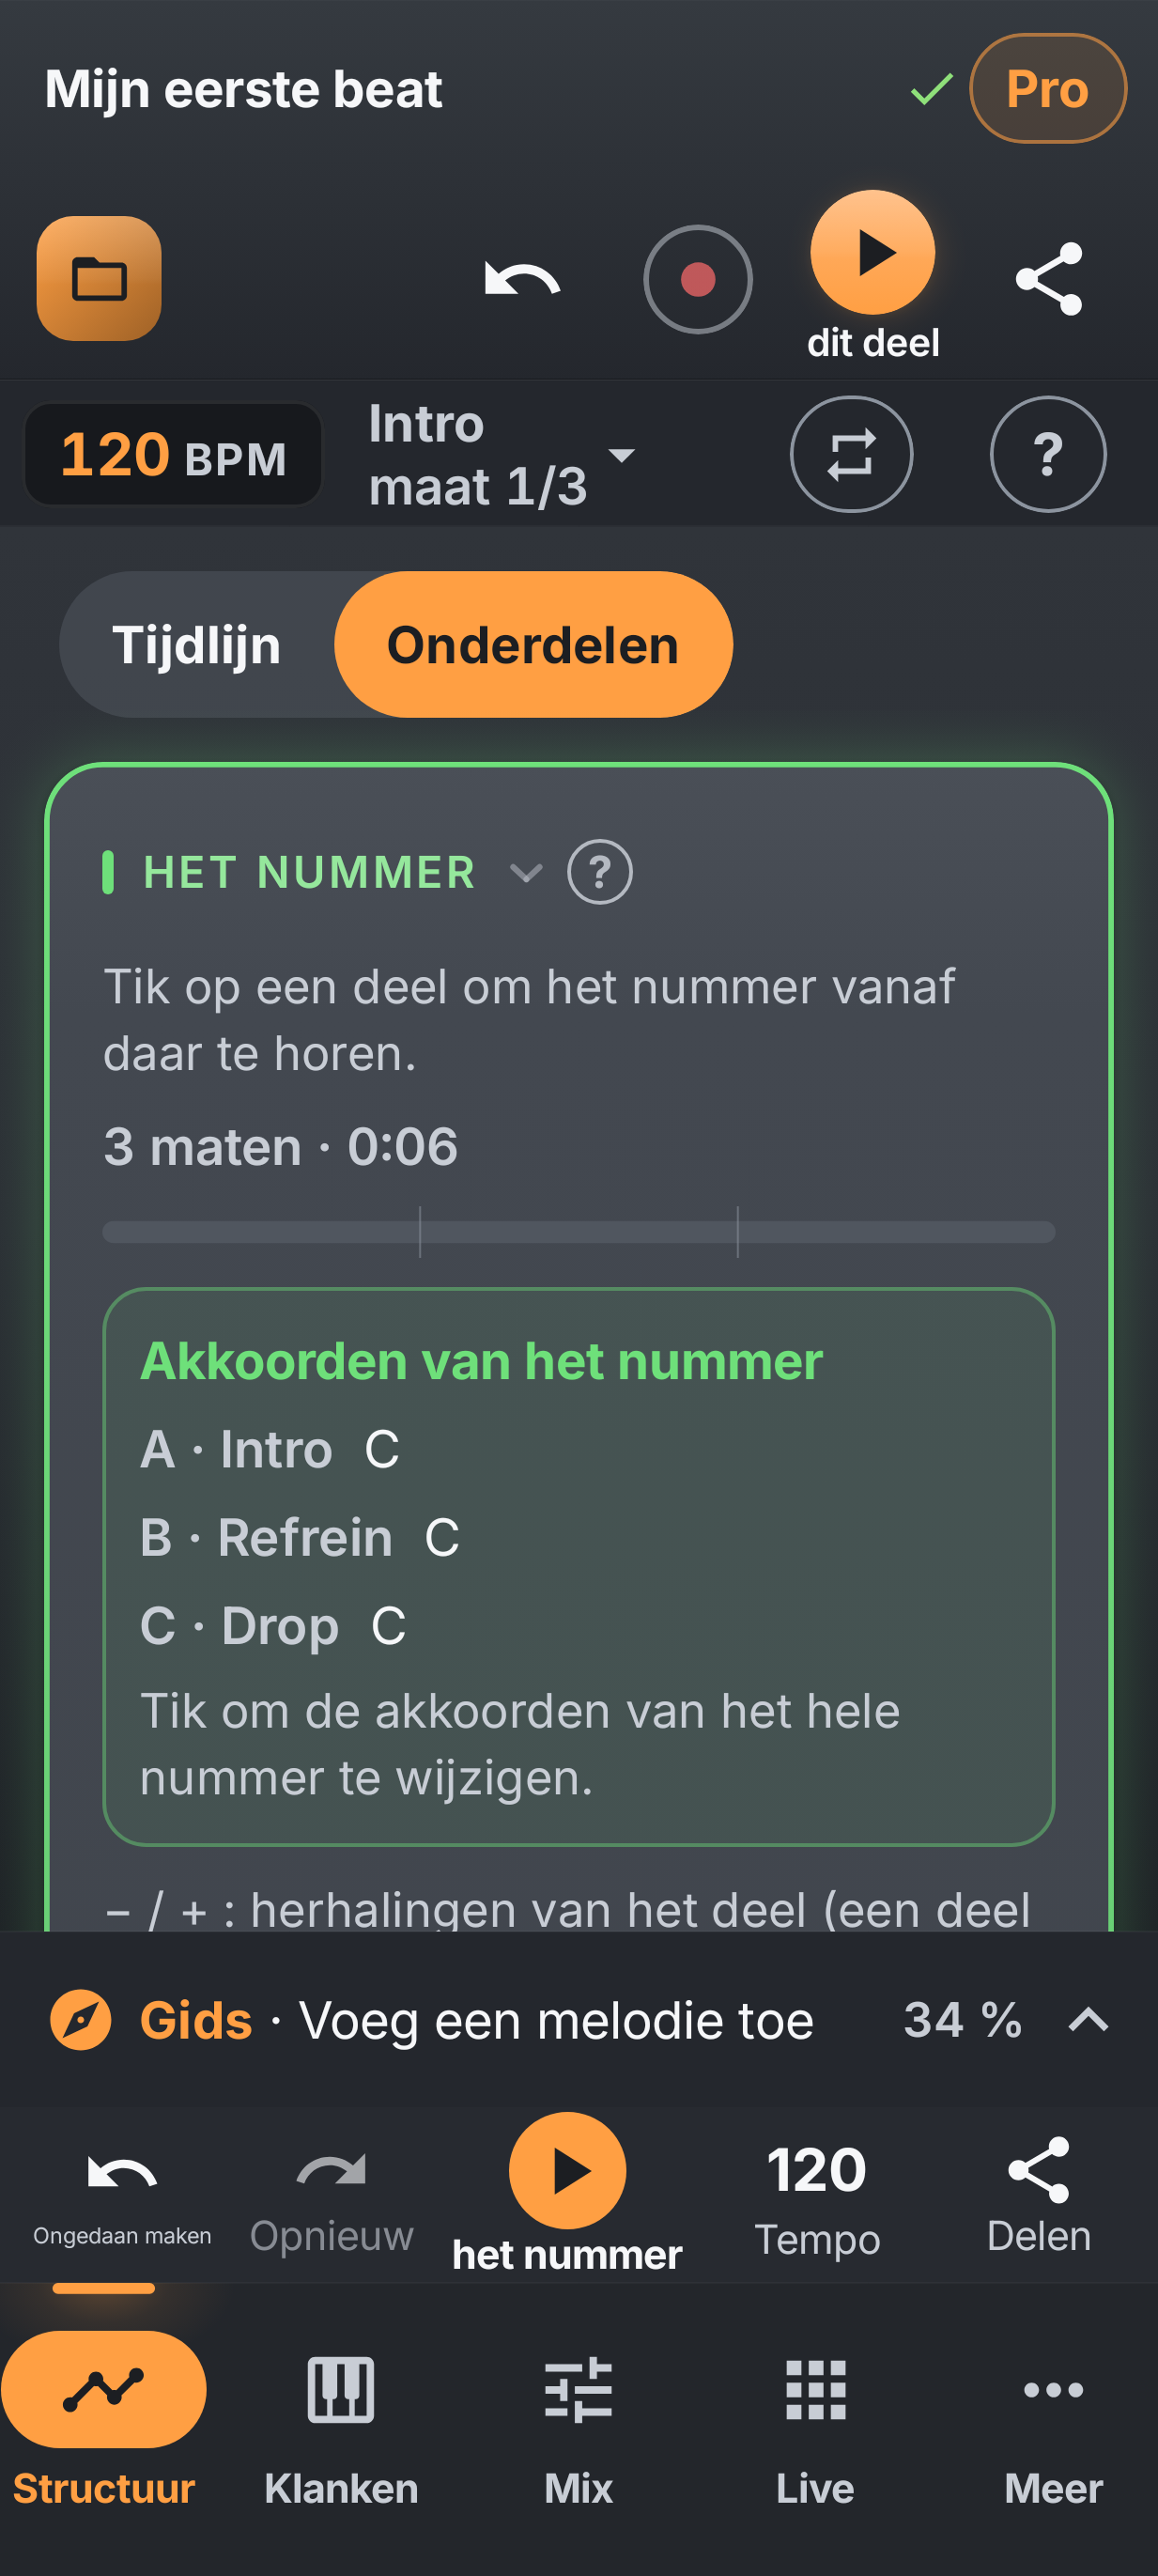 Mijn eerste beat
Pro
dit deel
120 BPM
Intro
maat 1/3
?
Tijdlijn
Onderdelen
HET NUMMER
?
Tik op een deel om het nummer vanaf
daar te horen.
3 maten · 0:06
Akkoorden van het nummer
A · Intro C
B · Refrein C
C · Drop C
Tik om de akkoorden van het hele
nummer te wijzigen.
− / + : herhalingen van het deel (een deel
Gids · Voeg een melodie toe
34 %
Ongedaan maken
Opnieuw
het nummer
120
Tempo
Delen
Structuur
Klanken
Mix
Live
Meer